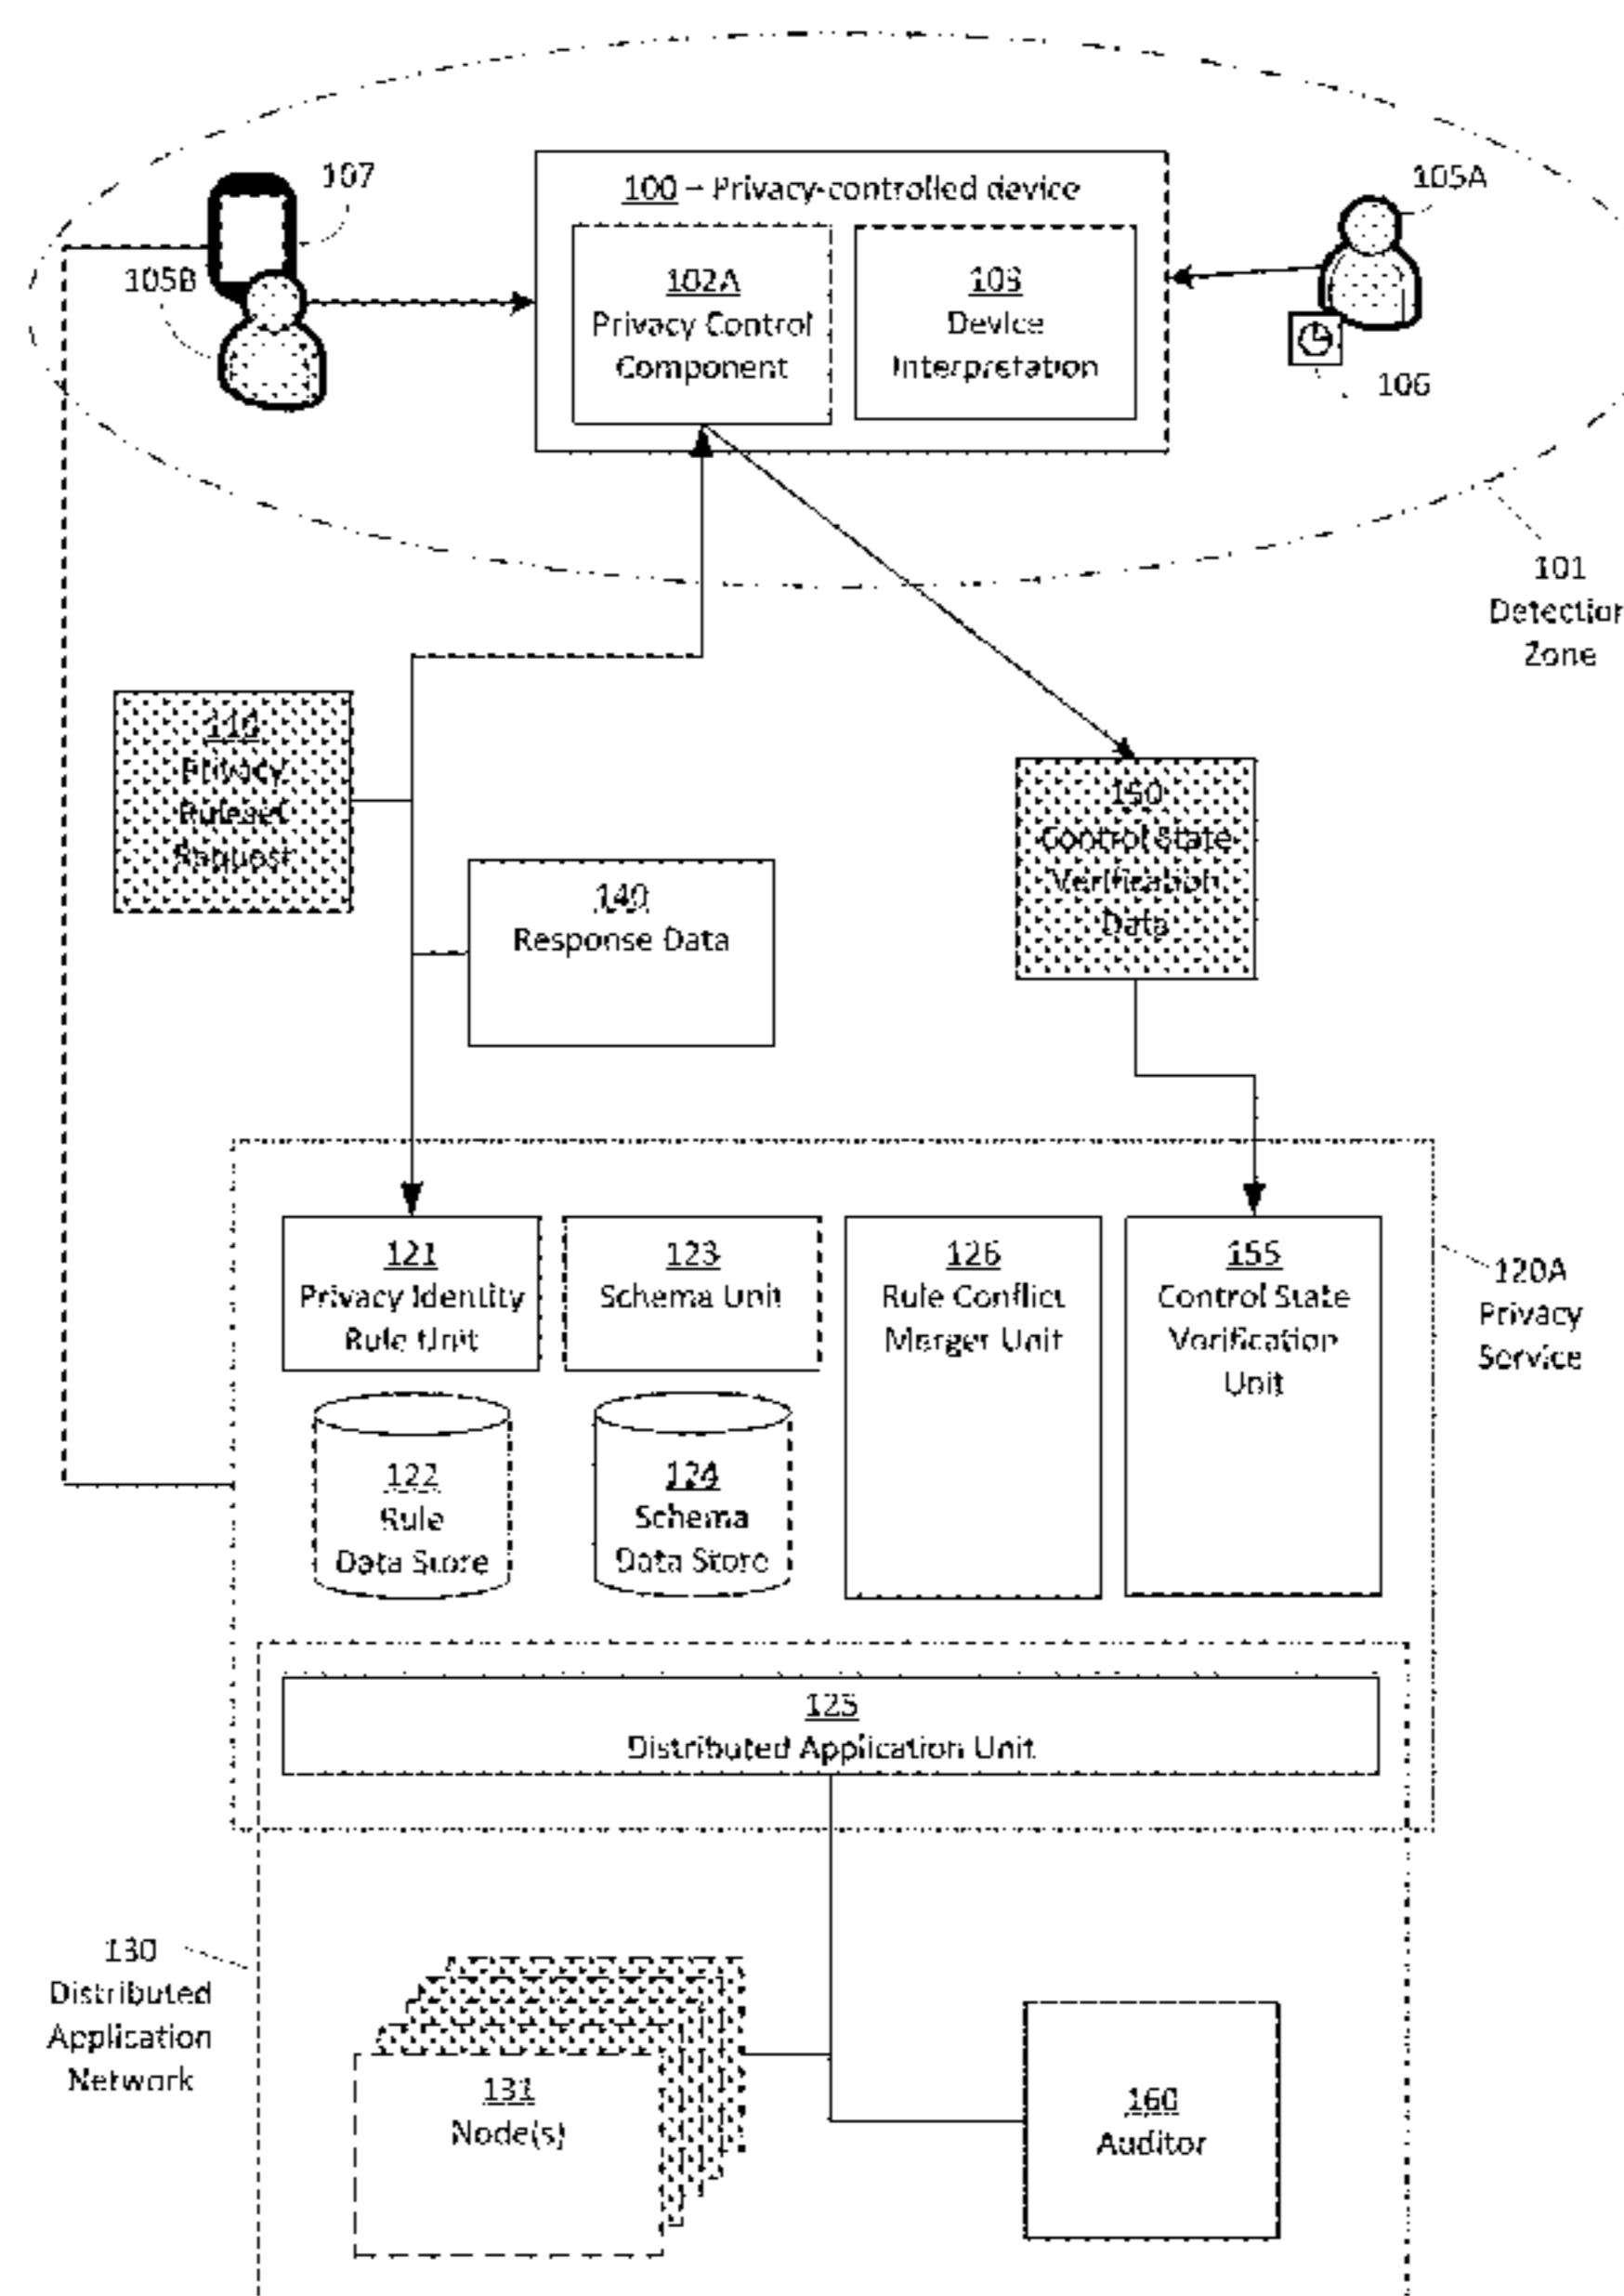 107
105B
100 – Privacy-controlled device
102A
Privacy Control
Component
103
Device
Interpretation
105A
106
101
Detection
Zone
110
Privacy
Ruleset
Request
140
Response Data
150
Control State
Verification
Data
121
Privacy Identity
Rule Unit
123
Schema Unit
126
Rule Conflict
Merger Unit
155
Control State
Verification
Unit
120A
Privacy
Service
122
Rule
Data Store
124
Schema
Data Store
125
Distributed Application Unit
130
Distributed
Application
Network
131
Node(s)
160
Auditor